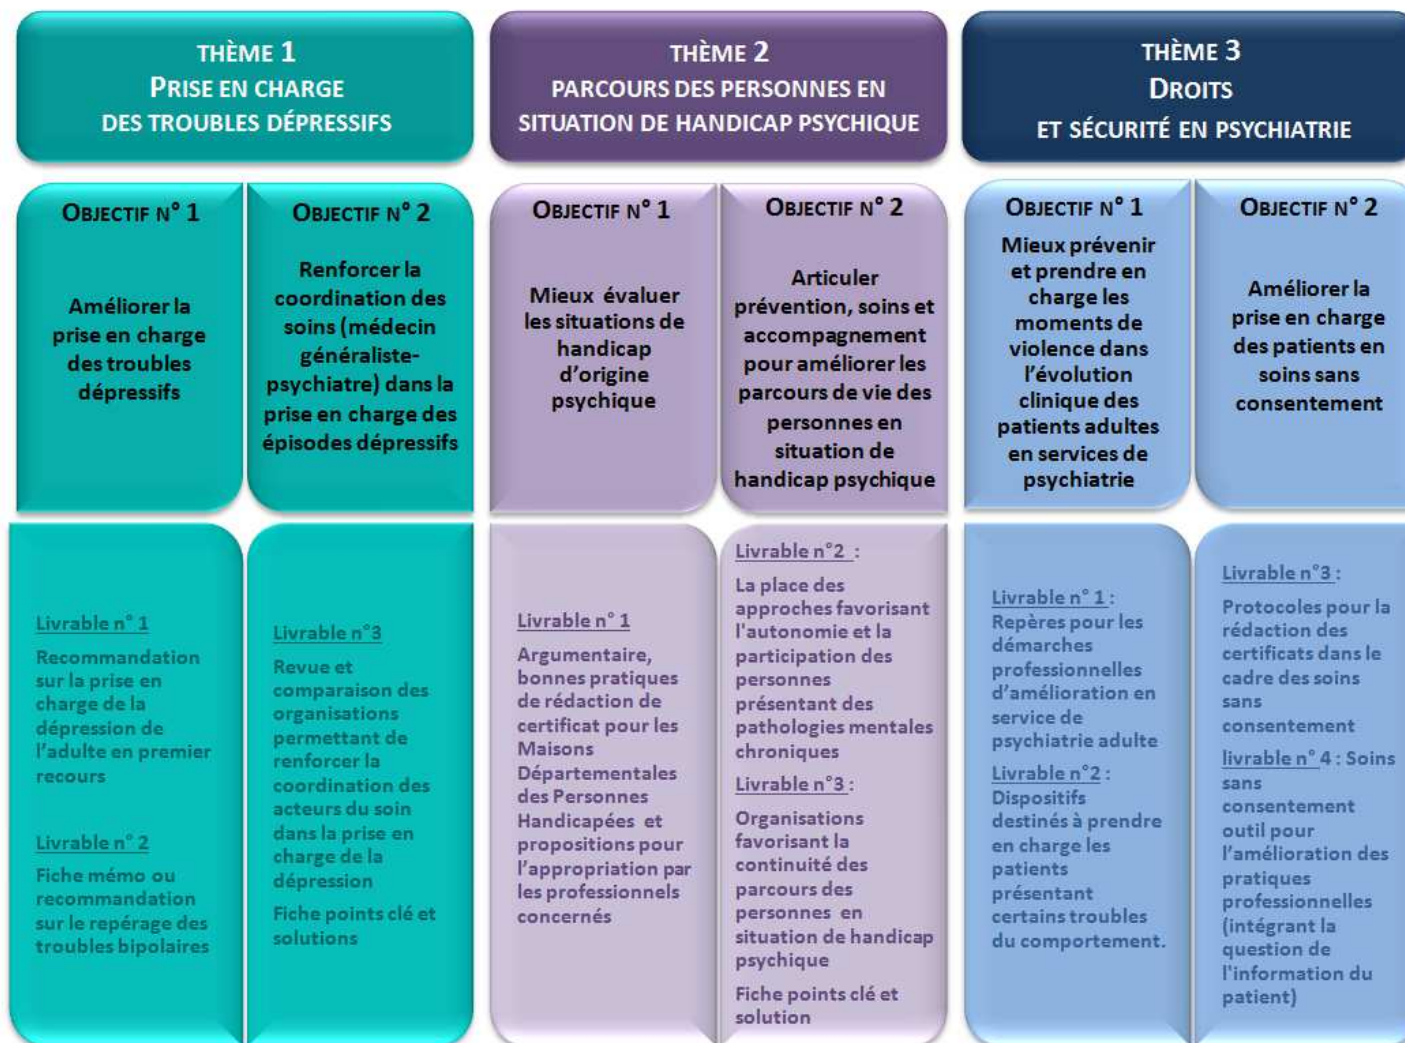 THÈME 1
PRISE EN CHARGE
DES TROUBLES DÉPRESSIFS
OBJECTIF N° 1
Améliorer la
prise en charge
des troubles
dépressifs
OBJECTIF N° 2
Renforcer la
coordination des
soins (médecin
généraliste-
psychiatre) dans la
prise en charge des
épisodes dépressifs
Livrable n° 1
Recommandation
sur la prise en
charge de la
dépression de
l'adulte en premier
recours
Livrable n° 2
Fiche mémo ou
recommandation
sur le repérage des
troubles bipolaires
Livrable n°3
Revue et
comparaison des
organisations
permettant de
renforcer la
coordination des
acteurs du soin
dans la prise en
charge de la
dépression
Fiche points clé et
solutions
THÈME 2
PARCOURS DES PERSONNES EN
SITUATION DE HANDICAP PSYCHIQUE
OBJECTIF N° 1
Mieux évaluer
les situations de
handicap
d'origine
psychique
OBJECTIF N° 2
Articuler
prévention, soins et
accompagnement
pour améliorer les
parcours de vie des
personnes en
situation de
handicap psychique
Livrable n° 1
Argumentaire,
bonnes pratiques
de rédaction de
certificat pour les
Maisons
Départementales
des Personnes
Handicapées et
propositions pour
l'appropriation par
les professionnels
concernés
Livrable n°2 :
La place des
approches favorisant
l'autonomie et la
participation des
personnes
présentant des
pathologies mentales
chroniques
Livrable n°3 :
Organisations
favorisant la
continuité des
parcours des
personnes en
situation de handicap
psychique
Fiche points clé et
solution
THÈME 3
DROITS
ET SÉCURITÉ EN PSYCHIATRIE
OBJECTIF N° 1
Mieux prévenir
et prendre en
charge les
moments de
violence dans
l'évolution
clinique des
patients adultes
en services de
psychiatrie
OBJECTIF N° 2
Améliorer la
prise en charge
des patients en
soins sans
consentement
Livrable n° 1 :
Repères pour les
démarches
professionnelles
d'amélioration en
service de
psychiatrie adulte
Livrable n°2 :
Dispositifs
destinés à prendre
en charge les
patients
présentant
certains troubles
du comportement.
Livrable n°3 :
Protocoles pour la
rédaction des
certificats dans le
cadre des soins
sans
consentement
livrable n° 4 : Soins
sans
consentement
outil pour
l'amélioration des
pratiques
professionnelles
(intégrant la
question de
l'information du
patient)